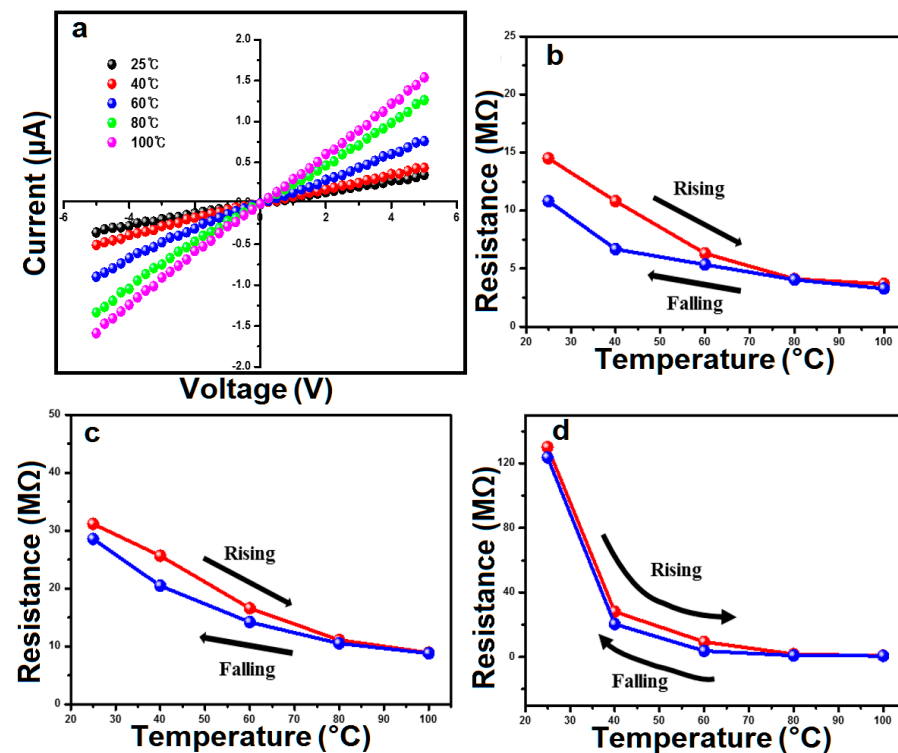 a
Current (µA)
2.0
1.5
1.0
0.5
0.0
-0.5
-1.0
-1.5
-2.0
-6
-4
-2
0
2
4
6
25℃
40℃
60℃
80℃
100℃
Voltage (V)
b
Resistance (MΩ)
25
20
15
10
5
0
Rising
Falling
20 30 40 50 60 70 80 90 100
Temperature (°C)
c
Resistance (MΩ)
50
40
30
20
10
0
Rising
Falling
20 30 40 50 60 70 80 90 100
Temperature (°C)
d
Resistance (MΩ)
120
80
40
0
Rising
Falling
20 30 40 50 60 70 80 90 100
Temperature (°C)